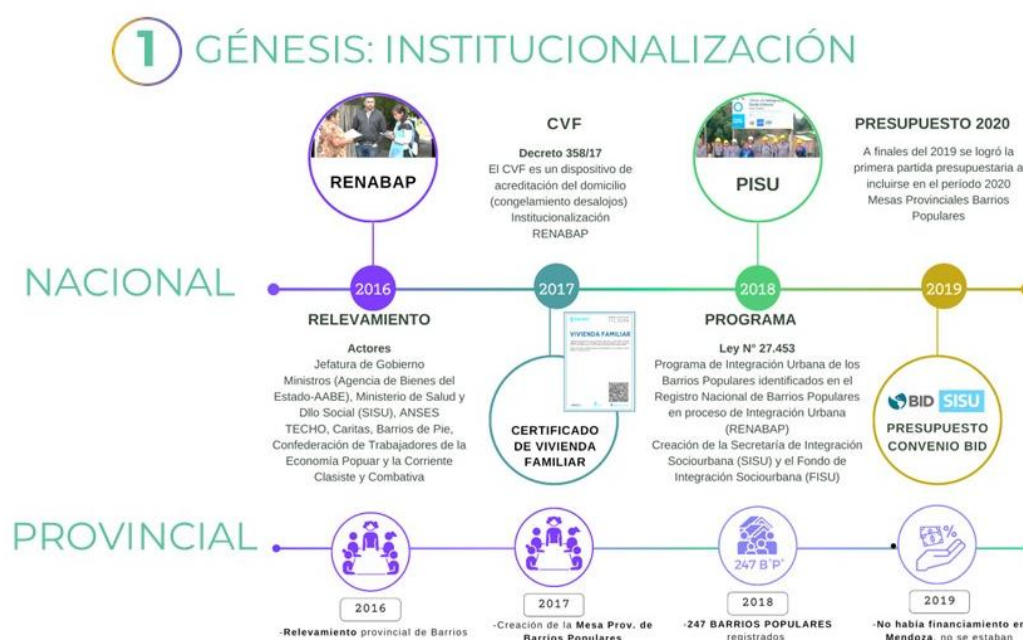 1 GÉNESIS: INSTITUCIONALIZACIÓN
RENABAP
CVF
Decreto 358/17
El CVF es un dispositivo de
acreditación del domicilio
(congelamiento desalojos)
Institucionalización
RENABAP
PISU
PRESUPUESTO 2020
A finales del 2019 se logró la
primera partida presupuestaria a
incluirse en el período 2020
Mesas Provinciales Barrios
Populares
NACIONAL
2016
2017
2018
2019
RELEVAMIENTO
Actores
Jefatura de Gobierno
Ministros (Agencia de Bienes del
Estado-AABE), Ministerio de Salud y
Dllo Social (SISU), ANSES
TECHO, Caritas, Barrios de Pie,
Confederación de Trabajadores de la
Economía Popuar y la Corriente
Clasiste y Combativa
VIVIENDA FAMILIAR
CERTIFICADO
DE VIVIENDA
FAMILIAR
PROGRAMA
Ley N° 27.453
Programa de Integración Urbana de los
Barrios Populares identificados en el
Registro Nacional de Barrios Populares
en proceso de Integración Urbana
(RENABAP)
Creación de la Secretaría de Integración
Sociourbana (SISU) y el Fondo de
Integración Sociourbana (FISU)
BID SISU
PRESUPUESTO
CONVENIO BID
PROVINCIAL
247 B°P°
2016
-Relevamiento provincial de Barrios
2017
-Creación de la Mesa Prov. de
Barrios Populares
2018
-247 BARRIOS POPULARES
registrados
2019
-No había financiamiento en
Mendoza, no se estaban